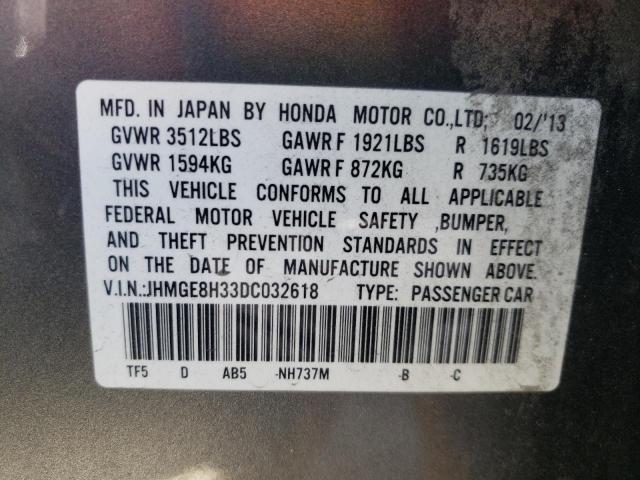 MFD. IN JAPAN BY HONDA MOTOR CO.,LTD; 02/'13
GVWR 3512LBS GAWR F 1921LBS R 1619LBS
GVWR 1594KG GAWR F 872KG R 735KG
THIS VEHICLE CONFORMS TO ALL APPLICABLE
FEDERAL MOTOR VEHICLE SAFETY ,BUMPER,
AND THEFT PREVENTION STANDARDS IN EFFECT
ON THE DATE OF MANUFACTURE SHOWN ABOVE.
V.I.N.:JHMGE8H33DC032618 TYPE: PASSENGER CAR
TF5 D AB5 -NH737M -B -C